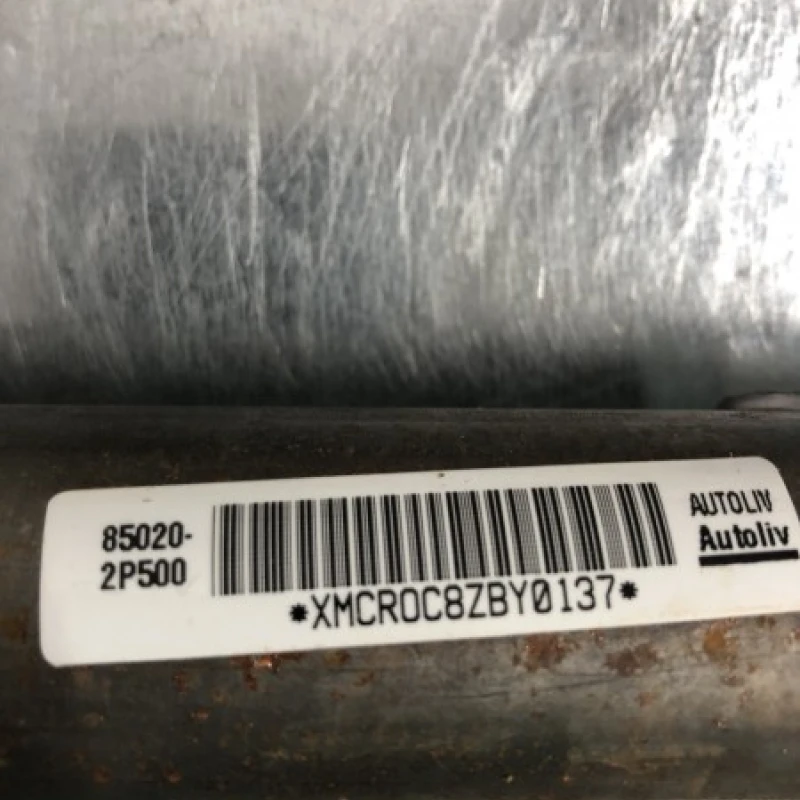 85020-
2P500
*XMCROC8ZBY0137*
AUTOLIV
Autoliv